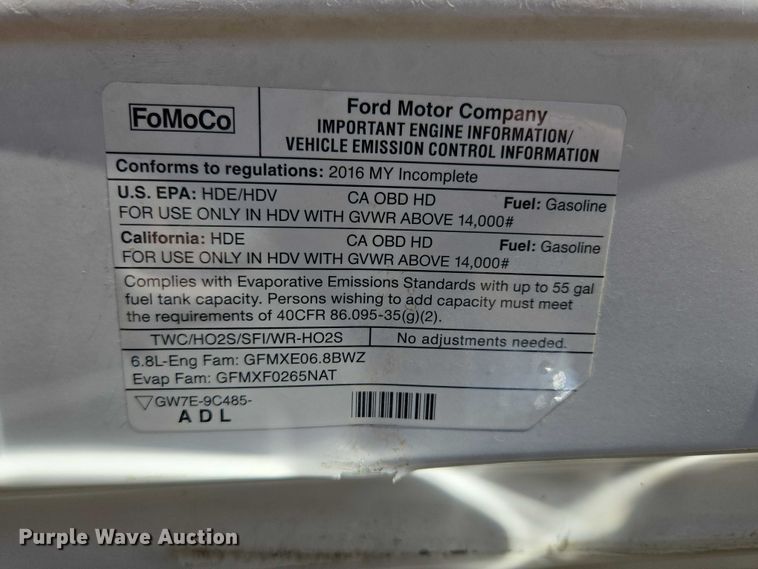 FoMoCo
Ford Motor Company
IMPORTANT ENGINE INFORMATION/
VEHICLE EMISSION CONTROL INFORMATION
Conforms to regulations: 2016 MY Incomplete
U.S. EPA: HDE/HDV CA OBD HD Fuel: Gasoline
FOR USE ONLY IN HDV WITH GVWR ABOVE 14,000#
California: HDE CA OBD HD Fuel: Gasoline
FOR USE ONLY IN HDV WITH GVWR ABOVE 14,000#
Complies with Evaporative Emissions Standards with up to 55 gal
fuel tank capacity. Persons wishing to add capacity must meet
the requirements of 40CFR 86.095-35(g)(2).
TWC/HO2S/SFI/WR-HO2S No adjustments needed.
6.8L-Eng Fam: GFMXE06.8BWZ
Evap Fam: GFMXF0265NAT
▽GW7E-9C485-
A D L
Purple Wave Auction